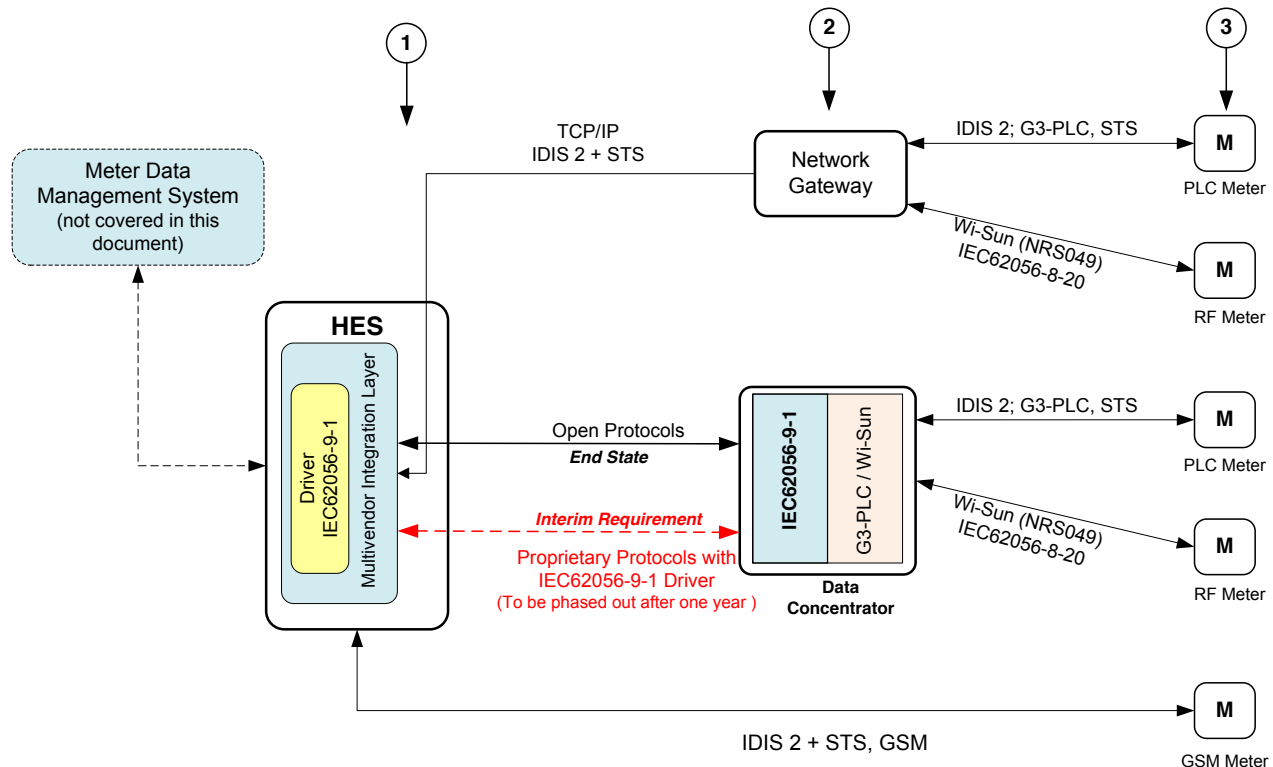 1
2
3
TCP/IP
IDIS 2 + STS
Network
Gateway
IDIS 2; G3-PLC, STS
M
PLC Meter
Meter Data
Management System
(not covered in this
document)
Wi-Sun (NRS049)
IEC62056-8-20
M
RF Meter
HES
Driver
IEC62056-9-1
Multivendor Integration Layer
Open Protocols
End State
Interim Requirement
Proprietary Protocols with
IEC62056-9-1 Driver
(To be phased out after one year )
IEC62056-9-1
G3-PLC / Wi-Sun
Data
Concentrator
IDIS 2; G3-PLC, STS
M
PLC Meter
Wi-Sun (NRS049)
IEC62056-8-20
M
RF Meter
IDIS 2 + STS, GSM
M
GSM Meter